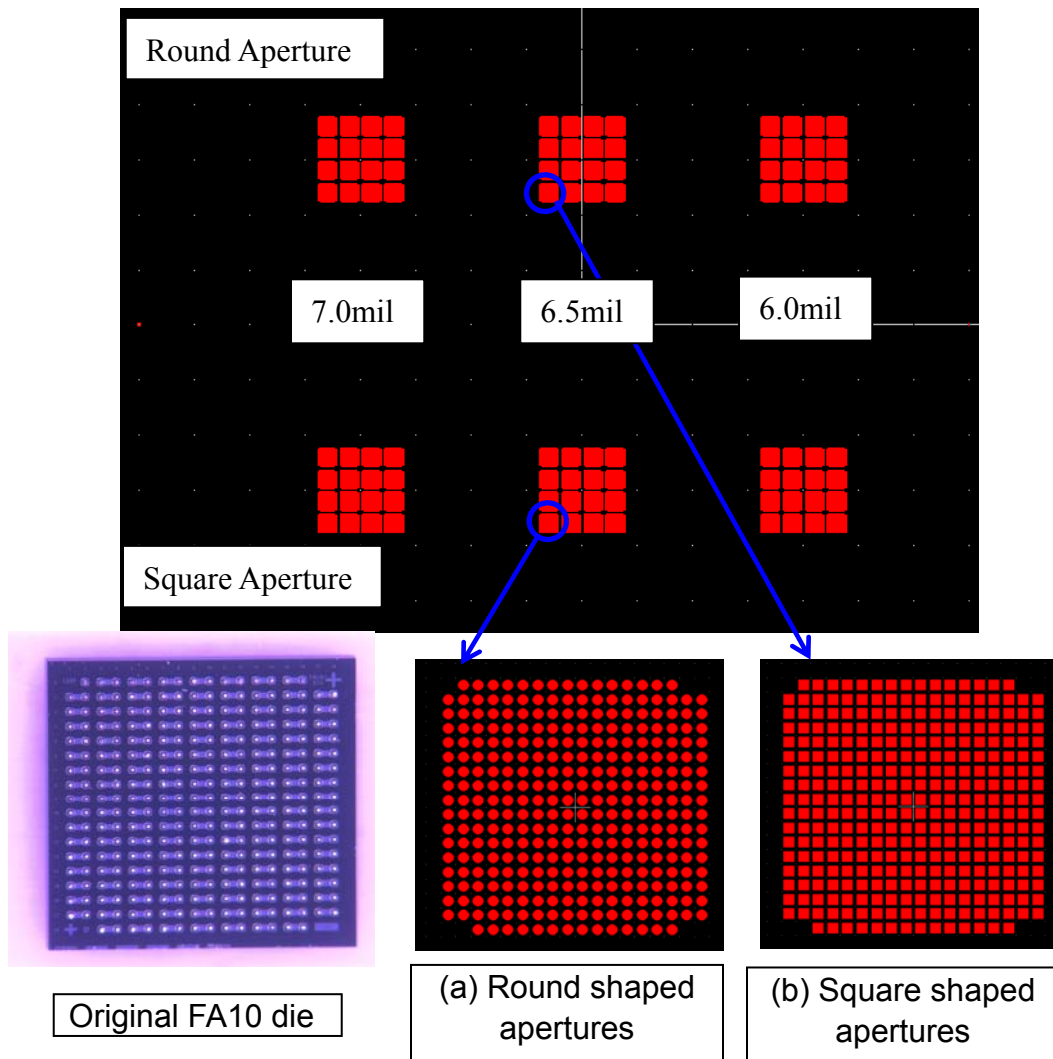 Round Aperture
7.0mil
6.5mil
6.0mil
Square Aperture
Original FA10 die
(a) Round shaped
apertures
(b) Square shaped
apertures